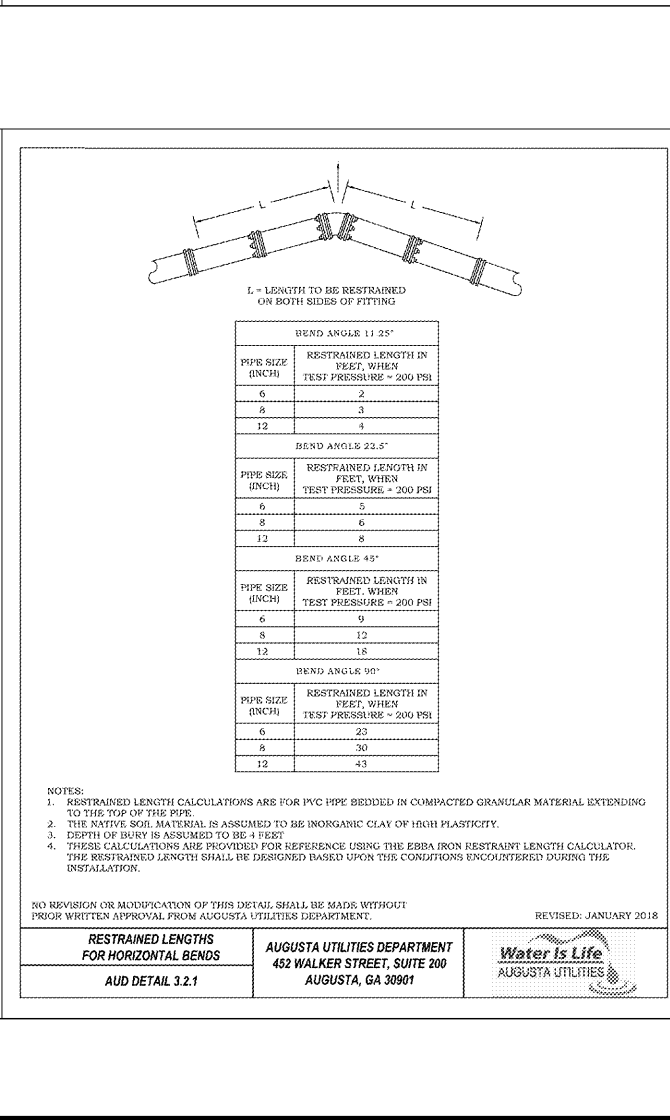 L
L
L = LENGTH TO BE RESTRAINED
ON BOTH SIDES OF FITTING
BEND ANGLE 11.25°
PIPE SIZE (INCH) RESTRAINED LENGTH IN FEET, WHEN TEST PRESSURE = 200 PSI
6 2
8 3
12 4
BEND ANGLE 22.5°
PIPE SIZE (INCH) RESTRAINED LENGTH IN FEET, WHEN TEST PRESSURE = 200 PSI
6 5
8 6
12 8
BEND ANGLE 45°
PIPE SIZE (INCH) RESTRAINED LENGTH IN FEET, WHEN TEST PRESSURE = 200 PSI
6 9
8 12
12 18
BEND ANGLE 90°
PIPE SIZE (INCH) RESTRAINED LENGTH IN FEET, WHEN TEST PRESSURE = 200 PSI
6 23
8 30
12 43
NOTES:
1. RESTRAINED LENGTH CALCULATIONS ARE FOR PVC PIPE BEDDED IN COMPACTED GRANULAR MATERIAL EXTENDING
TO THE TOP OF THE PIPE.
2. THE NATIVE SOIL MATERIAL IS ASSUMED TO BE INORGANIC CLAY OF HIGH PLASTICITY.
3. DEPTH OF BURY IS ASSUMED TO BE 4 FEET
4. THESE CALCULATIONS ARE PROVIDED FOR REFERENCE USING THE EBBA IRON RESTRAINT LENGTH CALCULATOR.
THE RESTRAINED LENGTH SHALL BE DESIGNED BASED UPON THE CONDITIONS ENCOUNTERED DURING THE
INSTALLATION.
NO REVISION OR MODIFICATION OF THIS DETAIL SHALL BE MADE WITHOUT
PRIOR WRITTEN APPROVAL FROM AUGUSTA UTILITIES DEPARTMENT.
REVISED: JANUARY 2018
RESTRAINED LENGTHS
FOR HORIZONTAL BENDS
AUD DETAIL 3.2.1
AUGUSTA UTILITIES DEPARTMENT
452 WALKER STREET, SUITE 200
AUGUSTA, GA 30901
Water Is Life
AUGUSTA UTILITIES